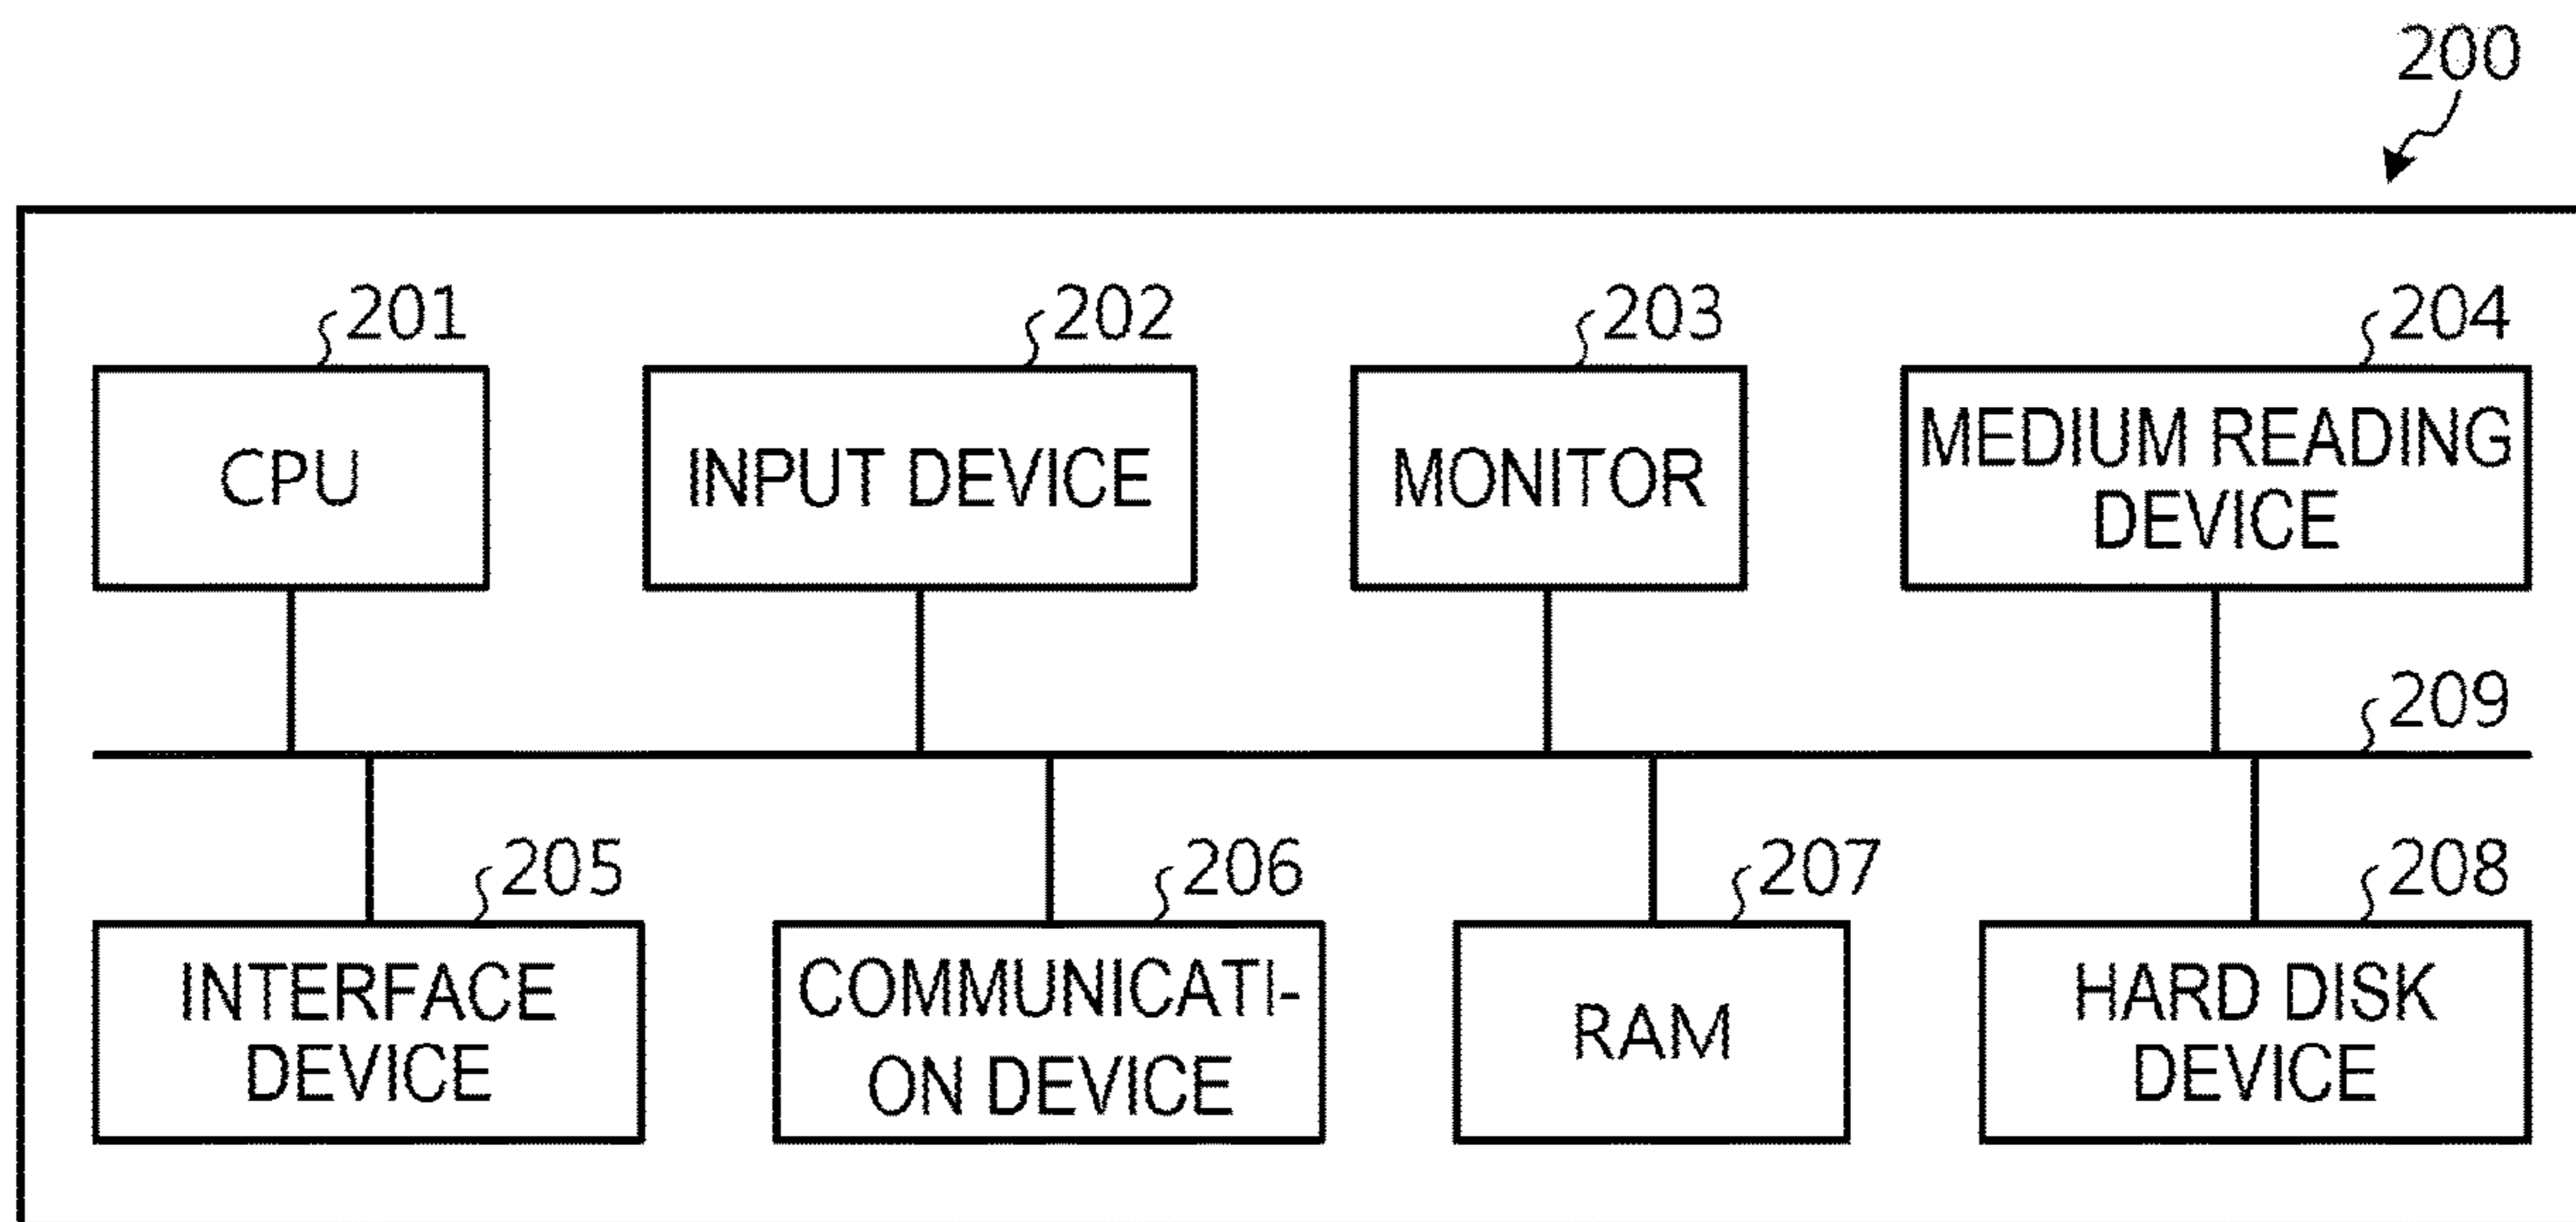 200
201
202
203
204
CPU
INPUT DEVICE
MONITOR
MEDIUM READING
DEVICE
209
205
206
207
208
INTERFACE
DEVICE
COMMUNICATI-
ON DEVICE
RAM
HARD DISK
DEVICE